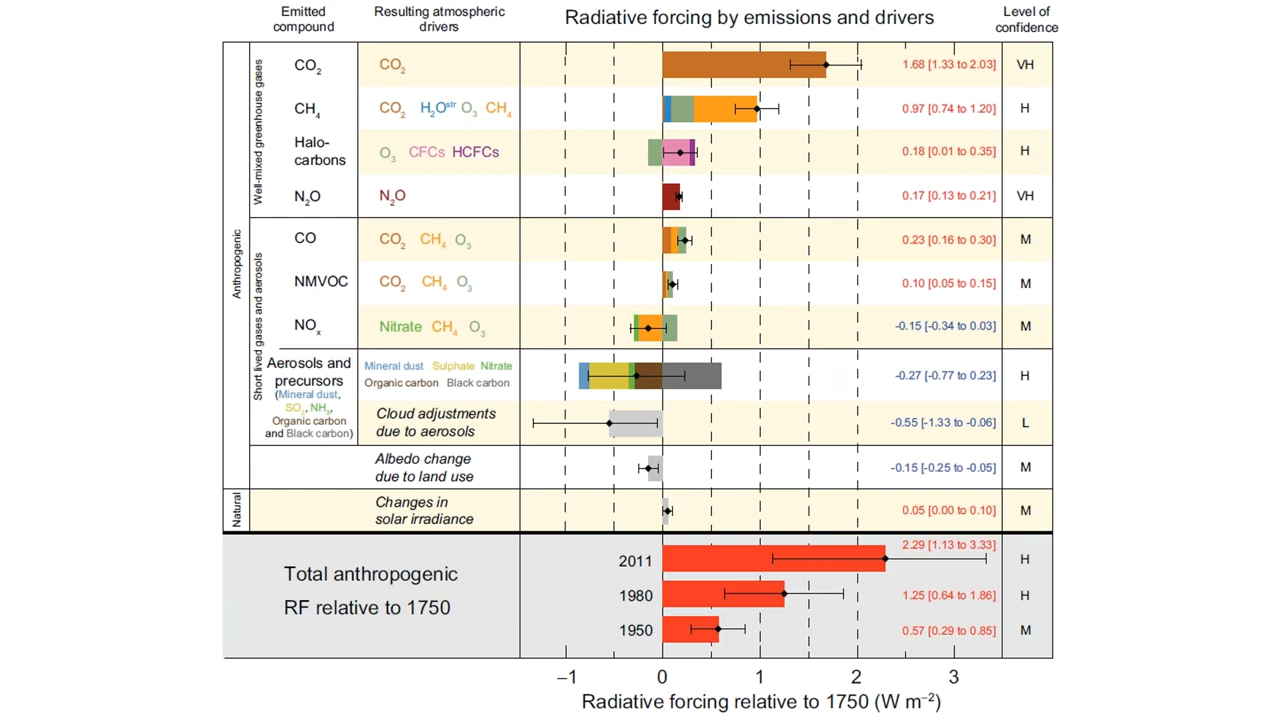 Emitted compound
Resulting atmospheric drivers
Radiative forcing by emissions and drivers
Level of confidence
Anthropogenic
Well-mixed greenhouse gases
CO₂
CO₂
1.68 [1.33 to 2.03]
VH
CH₄
CO₂ H₂Oˢᵗʳ O₃ CH₄
0.97 [0.74 to 1.20]
H
Halo-
carbons
O₃ CFCs HCFCs
0.18 [0.01 to 0.35]
H
N₂O
N₂O
0.17 [0.13 to 0.21]
VH
Short lived gases and aerosols
CO
CO₂ CH₄ O₃
0.23 [0.16 to 0.30]
M
NMVOC
CO₂ CH₄ O₃
0.10 [0.05 to 0.15]
M
NOₓ
Nitrate CH₄ O₃
-0.15 [-0.34 to 0.03]
M
Aerosols and
precursors
(Mineral dust,
SO₂, NH₃,
Organic carbon
and Black carbon)
Mineral dust Sulphate Nitrate
Organic carbon Black carbon
-0.27 [-0.77 to 0.23]
H
Cloud adjustments
due to aerosols
-0.55 [-1.33 to -0.06]
L
Albedo change
due to land use
-0.15 [-0.25 to -0.05]
M
Natural
Changes in
solar irradiance
0.05 [0.00 to 0.10]
M
Total anthropogenic
RF relative to 1750
2011
2.29 [1.13 to 3.33]
H
1980
1.25 [0.64 to 1.86]
H
1950
0.57 [0.29 to 0.85]
M
−1 0 1 2 3
Radiative forcing relative to 1750 (W m⁻²)